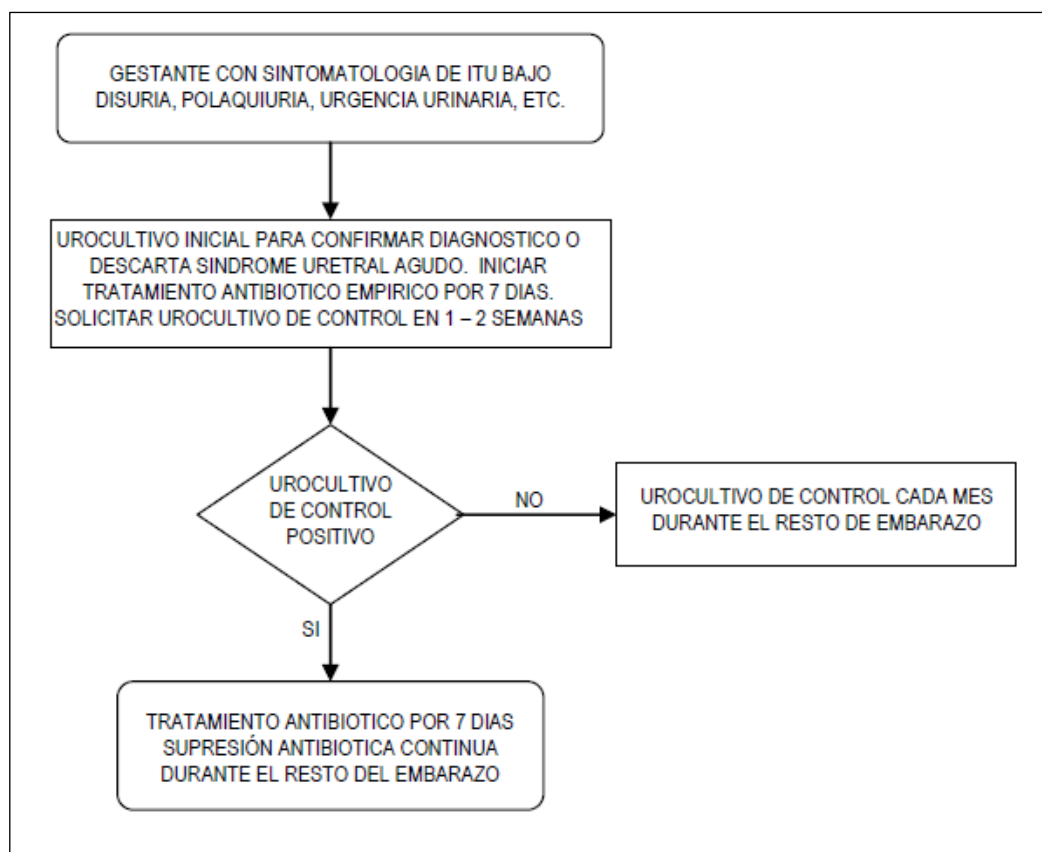 GESTANTE CON SINTOMATOLOGIA DE ITU BAJO
DISURIA, POLAQUIURIA, URGENCIA URINARIA, ETC.
UROCULTIVO INICIAL PARA CONFIRMAR DIAGNOSTICO O
DESCARTA SINDROME URETRAL AGUDO. INICIAR
TRATAMIENTO ANTIBIOTICO EMPIRICO POR 7 DIAS.
SOLICITAR UROCULTIVO DE CONTROL EN 1 – 2 SEMANAS
UROCULTIVO
DE CONTROL
POSITIVO
NO
UROCULTIVO DE CONTROL CADA MES
DURANTE EL RESTO DE EMBARAZO
SI
TRATAMIENTO ANTIBIOTICO POR 7 DIAS
SUPRESIÓN ANTIBIOTICA CONTINUA
DURANTE EL RESTO DEL EMBARAZO